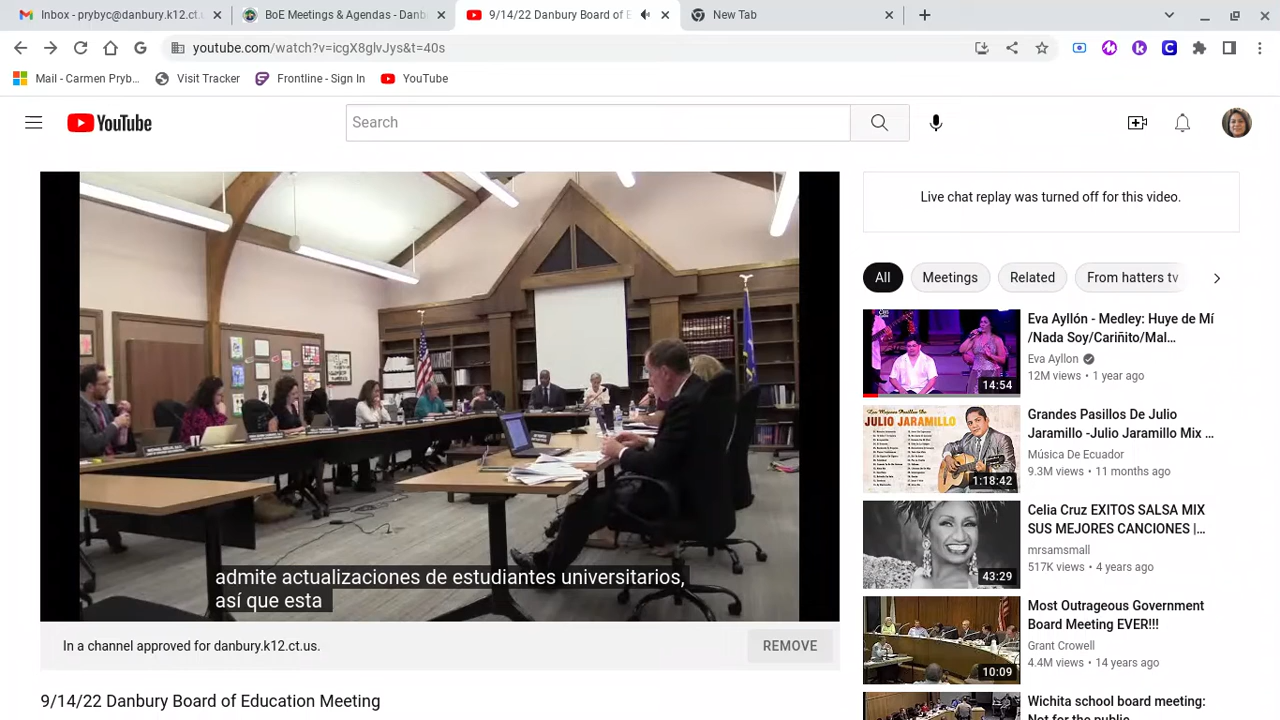 Inbox - prybyc@danbury.k12.ct.u
BoE Meetings & Agendas - Danb
9/14/22 Danbury Board of E
New Tab
youtube.com/watch?v=icgX8glvJys&t=40s
Mail - Carmen Pryb...
Visit Tracker
Frontline - Sign In
YouTube
YouTube
Search
Live chat replay was turned off for this video.
All
Meetings
Related
From hatters tv
Eva Ayllón - Medley: Huye de Mí
/Nada Soy/Cariñito/Mal...
Eva Ayllon
12M views • 1 year ago
14:54
JULIO JARAMILLO
Grandes Pasillos De Julio
Jaramillo -Julio Jaramillo Mix ...
Música De Ecuador
9.3M views • 11 months ago
1:18:42
Celia Cruz EXITOS SALSA MIX
SUS MEJORES CANCIONES |...
mrsamsmall
517K views • 4 years ago
43:29
Most Outrageous Government
Board Meeting EVER!!!
Grant Crowell
4.4M views • 14 years ago
10:09
Wichita school board meeting:
Not for the public
admite actualizaciones de estudiantes universitarios,
así que esta
In a channel approved for danbury.k12.ct.us.
REMOVE
9/14/22 Danbury Board of Education Meeting